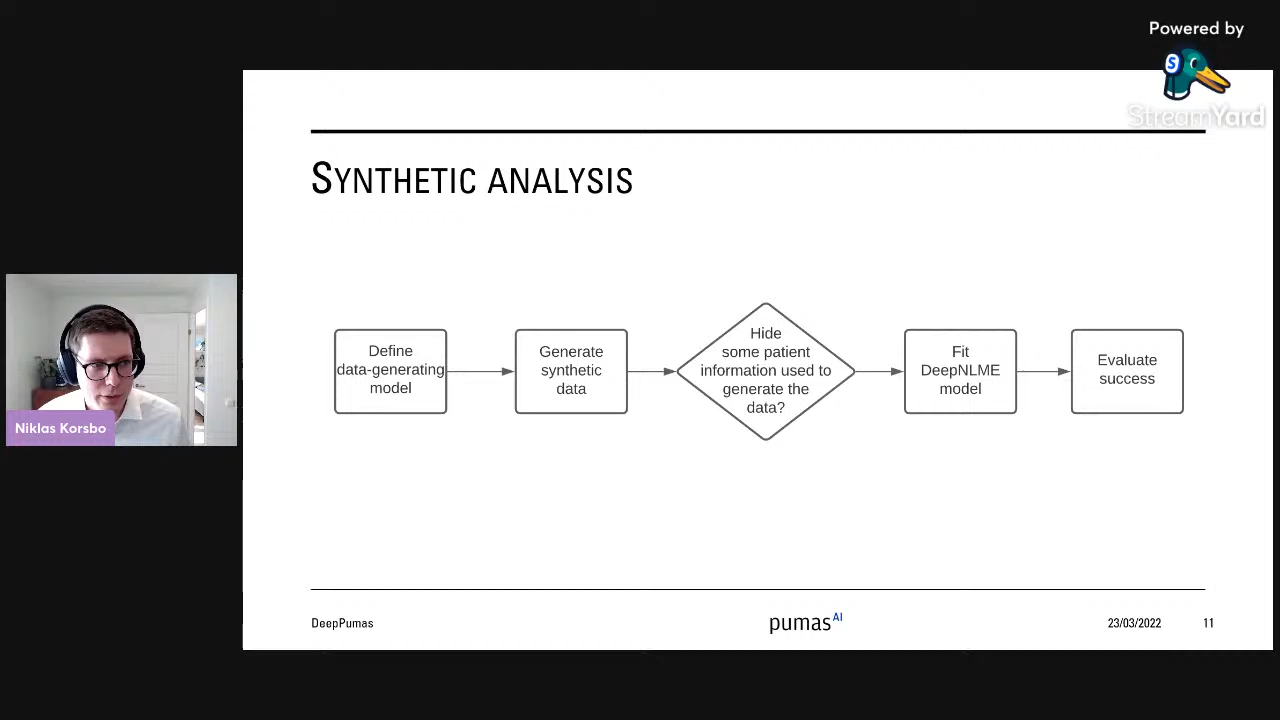 Powered by
S
StreamYard
SYNTHETIC ANALYSIS
Define
data-generating
model
Generate
synthetic
data
Hide
some patient
information used to
generate the
data?
Fit
DeepNLME
model
Evaluate
success
Niklas Korsbo
DeepPumas
pumasAI
23/03/2022
11